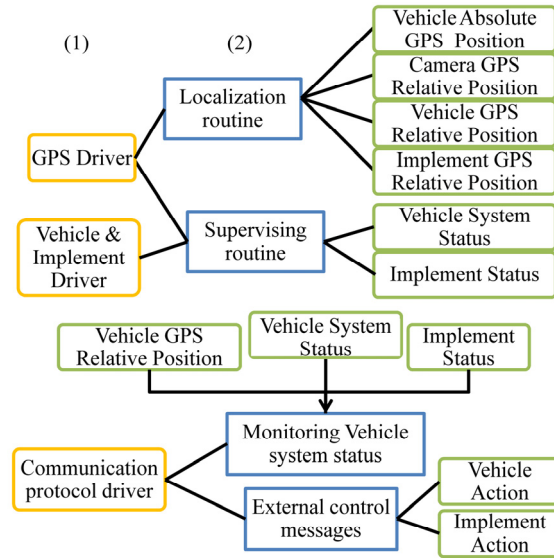 (1)
(2)
Vehicle Absolute
GPS Position
Camera GPS
Relative Position
Localization
routine
Vehicle GPS
Relative Position
GPS Driver
Implement GPS
Relative Position
Vehicle &
Implement
Driver
Supervising
routine
Vehicle System
Status
Implement Status
Vehicle GPS
Relative Position
Vehicle System
Status
Implement
Status
Monitoring Vehicle
system status
Communication
protocol driver
External control
messages
Vehicle
Action
Implement
Action